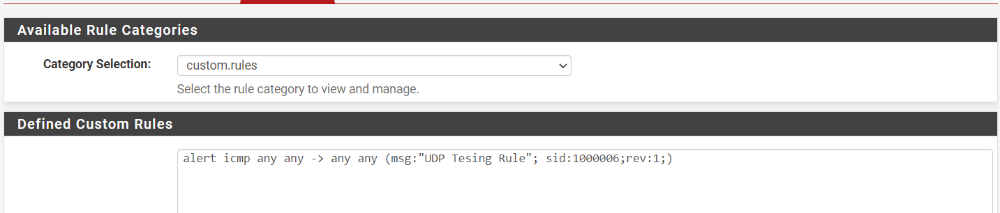 Available Rule Categories
Category Selection: custom.rules
Select the rule category to view and manage.
Defined Custom Rules
alert icmp any any -> any any (msg:"UDP Tesing Rule"; sid:1000006;rev:1;)